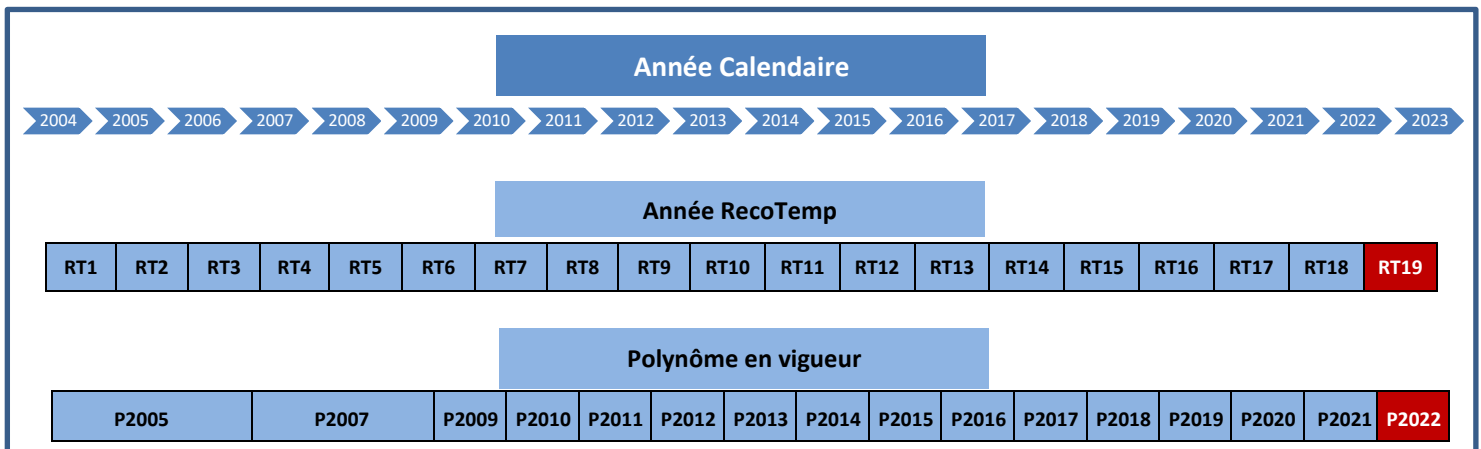 Année Calendaire
2004 2005 2006 2007 2008 2009 2010 2011 2012 2013 2014 2015 2016 2017 2018 2019 2020 2021 2022 2023
Année RecoTemp
RT1 RT2 RT3 RT4 RT5 RT6 RT7 RT8 RT9 RT10 RT11 RT12 RT13 RT14 RT15 RT16 RT17 RT18 RT19
Polynôme en vigueur
P2005 P2007 P2009 P2010 P2011 P2012 P2013 P2014 P2015 P2016 P2017 P2018 P2019 P2020 P2021 P2022